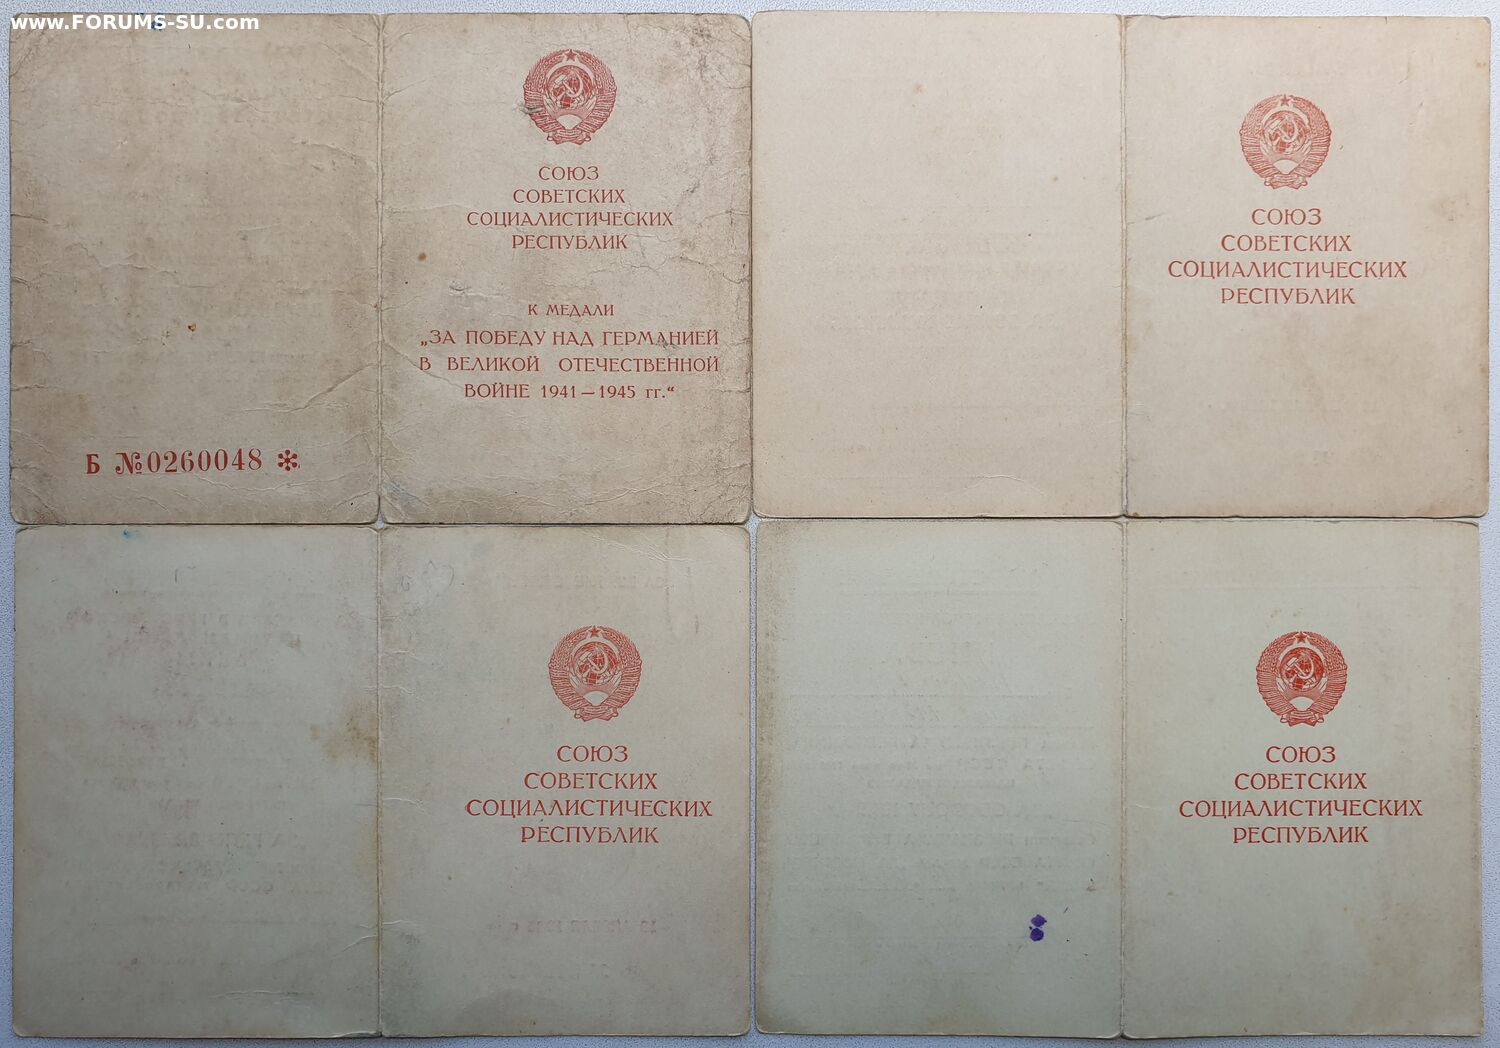 www.FORUMS-SU.com
СОЮЗ
СОВЕТСКИХ
СОЦИАЛИСТИЧЕСКИХ
РЕСПУБЛИК
К МЕДАЛИ
„ЗА ПОБЕДУ НАД ГЕРМАНИЕЙ
В ВЕЛИКОЙ ОТЕЧЕСТВЕННОЙ
ВОЙНЕ 1941—1945 гг.“
Б №0260048 *
СОЮЗ
СОВЕТСКИХ
СОЦИАЛИСТИЧЕСКИХ
РЕСПУБЛИК
СОЮЗ
СОВЕТСКИХ
СОЦИАЛИСТИЧЕСКИХ
РЕСПУБЛИК
СОЮЗ
СОВЕТСКИХ
СОЦИАЛИСТИЧЕСКИХ
РЕСПУБЛИК